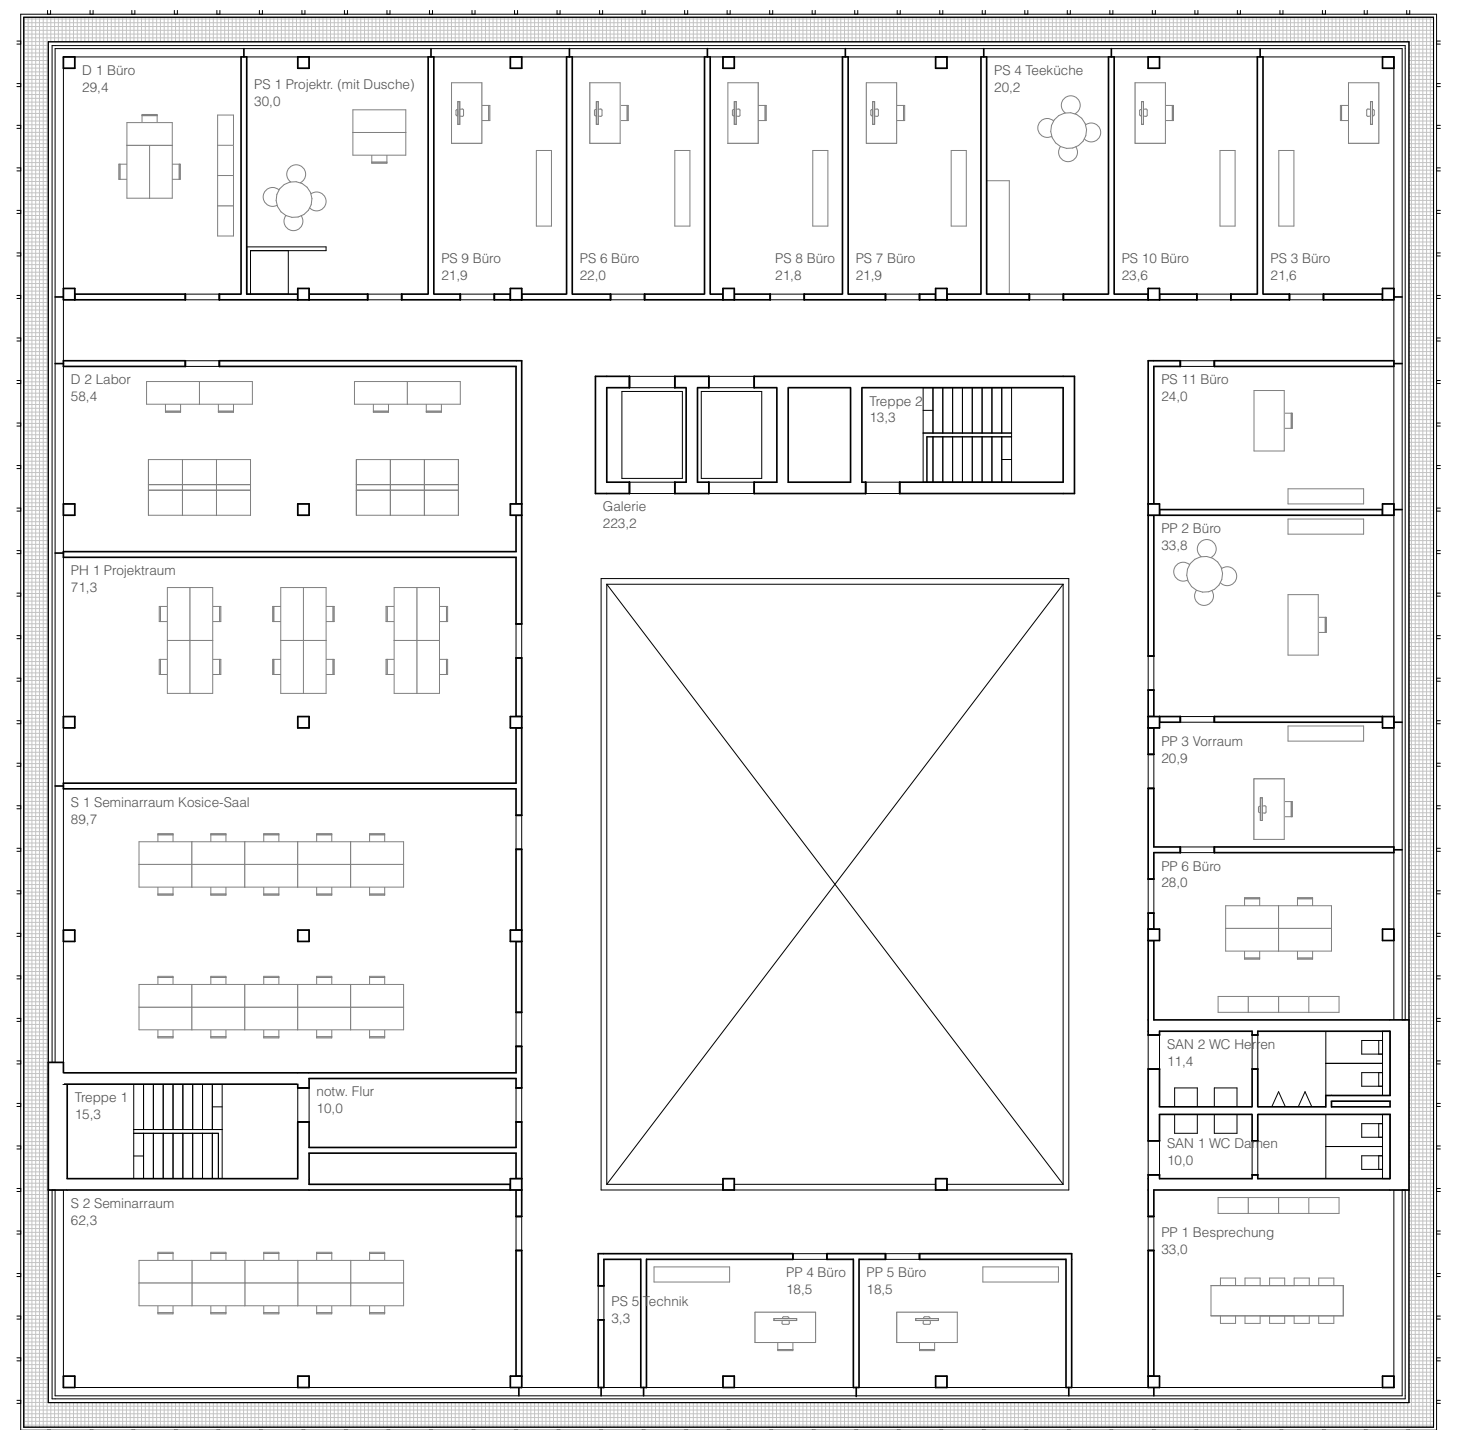 D 1 Büro
29,4
PS 1 Projektr. (mit Dusche)
30,0
PS 9 Büro
21,9
PS 6 Büro
22,0
PS 8 Büro
21,8
PS 7 Büro
21,9
PS 4 Teeküche
20,2
PS 10 Büro
23,6
PS 3 Büro
21,6
D 2 Labor
58,4
Treppe 2
13,3
PS 11 Büro
24,0
Galerie
223,2
PP 2 Büro
33,8
PH 1 Projektraum
71,3
PP 3 Vorraum
20,9
S 1 Seminarraum Kosice-Saal
89,7
PP 6 Büro
28,0
SAN 2 WC Herren
11,4
Treppe 1
15,3
notw. Flur
10,0
SAN 1 WC Damen
10,0
S 2 Seminarraum
62,3
PP 1 Besprechung
33,0
PS 5 Technik
3,3
PP 4 Büro
18,5
PP 5 Büro
18,5